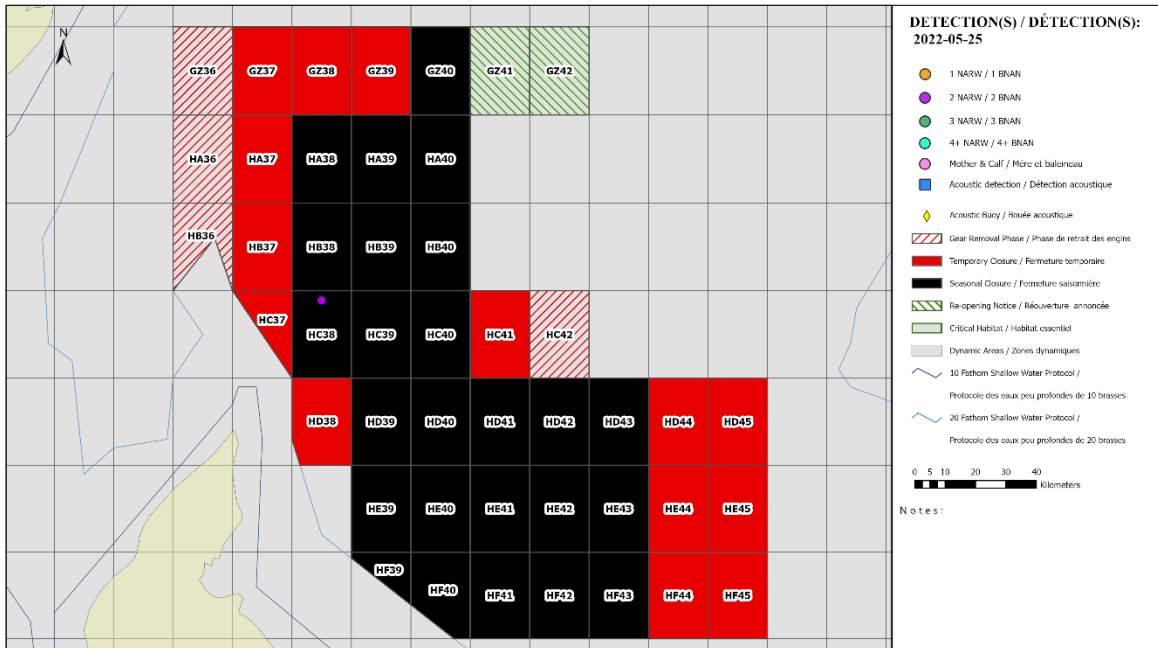 N
GZ36 GZ37 GZ38 GZ39 GZ40 GZ41 GZ42
HA36 HA37 HA38 HA39 HA40
HB36 HB37 HB38 HB39 HB40
HC37 HC38 HC39 HC40 HC41 HC42
HD38 HD39 HD40 HD41 HD42 HD43 HD44 HD45
HE39 HE40 HE41 HE42 HE43 HE44 HE45
HF39 HF40 HF41 HF42 HF43 HF44 HF45
DETECTION(S) / DÉTECTION(S):
2022-05-25
1 NARW / 1 BNAN
2 NARW / 2 BNAN
3 NARW / 3 BNAN
4+ NARW / 4+ BNAN
Mother & Calf / Mère et baleineau
Acoustic detection / Détection acoustique
Acoustic Buoy / Bouée acoustique
Gear Removal Phase / Phase de retrait des engins
Temporary Closure / Fermeture temporaire
Seasonal Closure / Fermeture saisonnière
Re-opening Notice / Réouverture annoncée
Critical Habitat / Habitat essentiel
Dynamic Areas / Zones dynamiques
10 Fathom Shallow Water Protocol /
Protocole des eaux peu profondes de 10 brasses
20 Fathom Shallow Water Protocol /
Protocole des eaux peu profondes de 20 brasses
0 5 10 20 30 40
Kilometers
Notes: